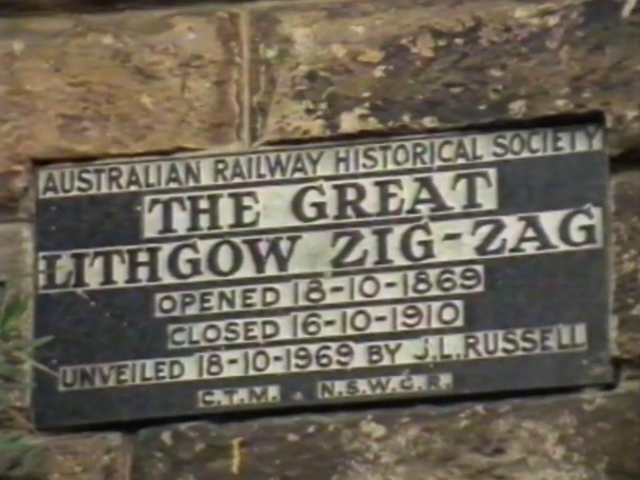 AUSTRALIAN RAILWAY HISTORICAL SOCIETY
THE GREAT
LITHGOW ZIG-ZAG
OPENED 18-10-1869
CLOSED 16-10-1910
UNVEILED 18-10-1969 BY J.L.RUSSELL
C.T.M. N.S.W.G.R.